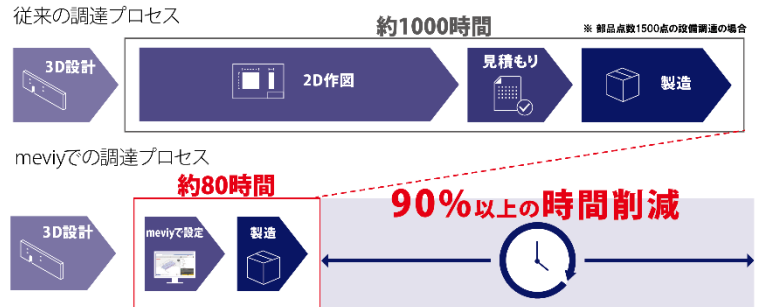 従来の調達プロセス
約1000時間
※ 部品点数1500点の設備調達の場合
3D設計
2D作図
見積もり
製造
meviyでの調達プロセス
約80時間
90%以上の時間削減
3D設計
meviyで設定
製造